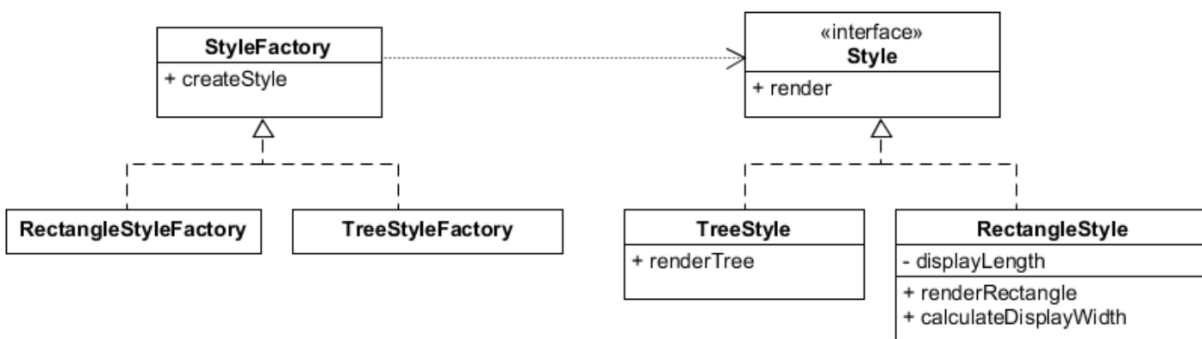 StyleFactory
+ createStyle
«interface»
Style
+ render
RectangleStyleFactory
TreeStyleFactory
TreeStyle
+ renderTree
RectangleStyle
- displayLength
+ renderRectangle
+ calculateDisplayWidth